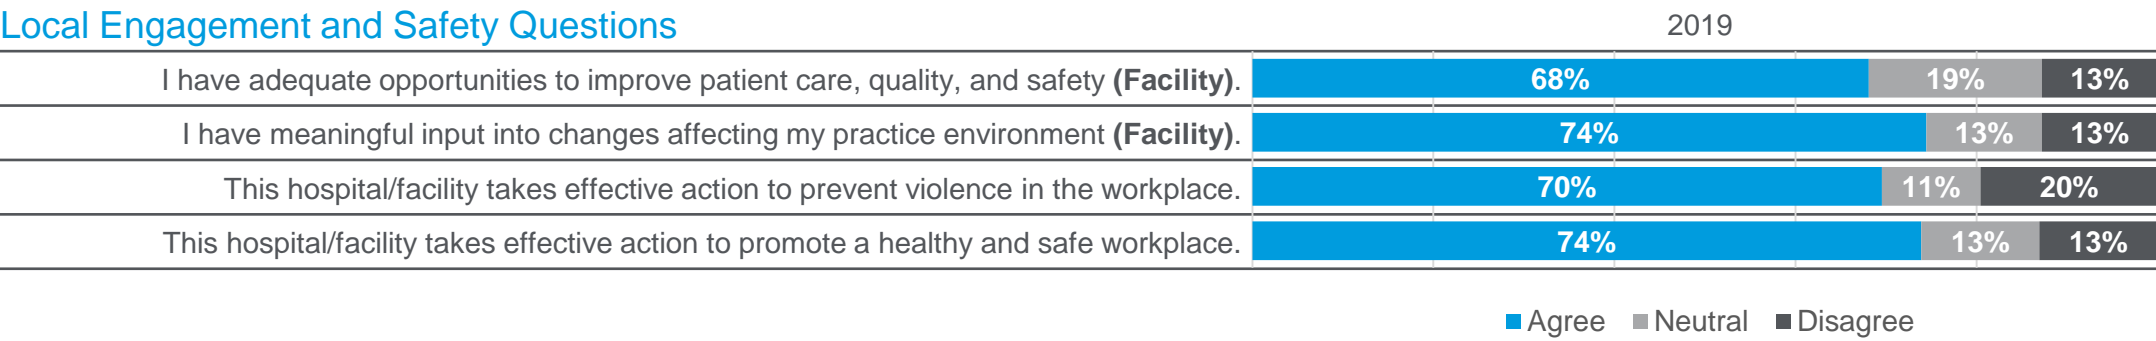 Local Engagement and Safety Questions 2019
I have adequate opportunities to improve patient care, quality, and safety (Facility). 68% 19% 13%
I have meaningful input into changes affecting my practice environment (Facility). 74% 13% 13%
This hospital/facility takes effective action to prevent violence in the workplace. 70% 11% 20%
This hospital/facility takes effective action to promote a healthy and safe workplace. 74% 13% 13%
Agree Neutral Disagree